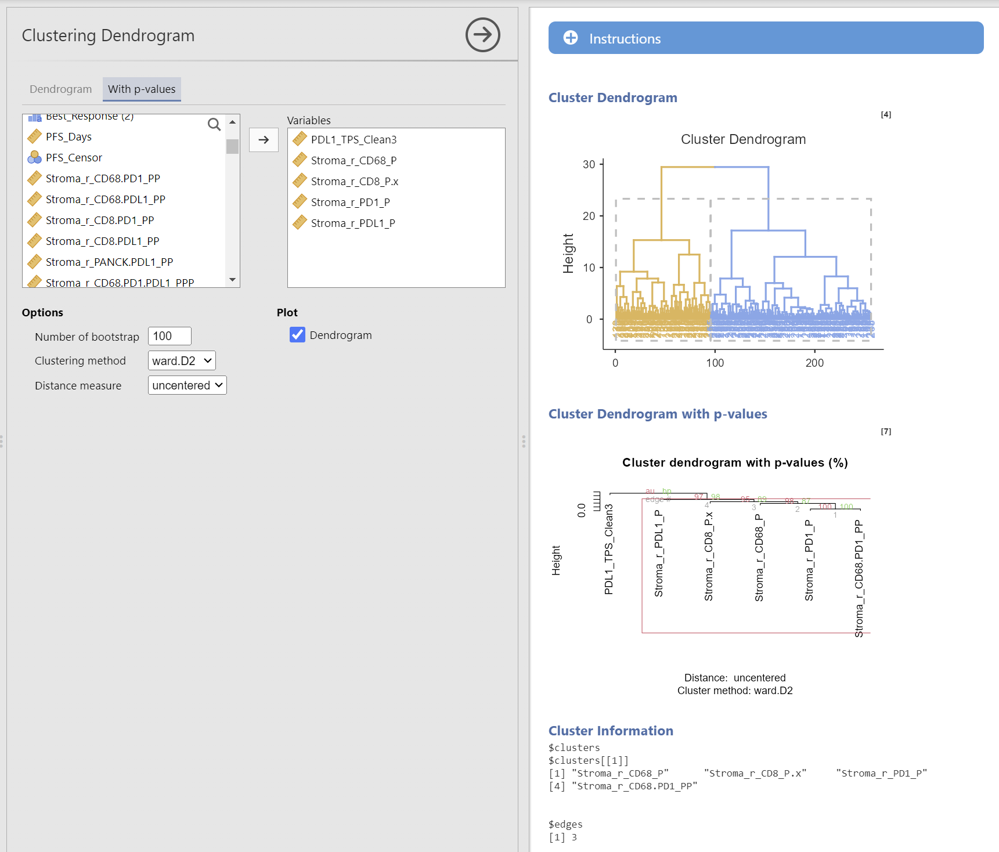 Clustering Dendrogram
Dendrogram
With p-values
Best_Response (2)
PFS_Days
PFS_Censor
Stroma_r_CD68.PD1_PP
Stroma_r_CD68.PDL1_PP
Stroma_r_CD8.PD1_PP
Stroma_r_CD8.PDL1_PP
Stroma_r_PANCK.PDL1_PP
Stroma_r_CD68.PD1.PDL1_PPP
Variables
PDL1_TPS_Clean3
Stroma_r_CD68_P
Stroma_r_CD8_P.x
Stroma_r_PD1_P
Stroma_r_PDL1_P
Options
Number of bootstrap 100
Clustering method ward.D2
Distance measure uncentered
Plot
Dendrogram
Instructions
Cluster Dendrogram
[4]
Cluster Dendrogram
Height
30
20
10
0
0 100 200
Cluster Dendrogram with p-values
[7]
Cluster dendrogram with p-values (%)
0.0
Height
au bp
edge #
97 98
4
95 89
3
98 87
2
100 100
1
PDL1_TPS_Clean3
Stroma_r_PDL1_P
Stroma_r_CD8_P.x
Stroma_r_CD68_P
Stroma_r_PD1_P
Stroma_r_CD68.PD1_PP
Distance: uncentered
Cluster method: ward.D2
Cluster Information
$clusters
$clusters[[1]]
[1] "Stroma_r_CD68_P" "Stroma_r_CD8_P.x" "Stroma_r_PD1_P"
[4] "Stroma_r_CD68.PD1_PP"
$edges
[1] 3